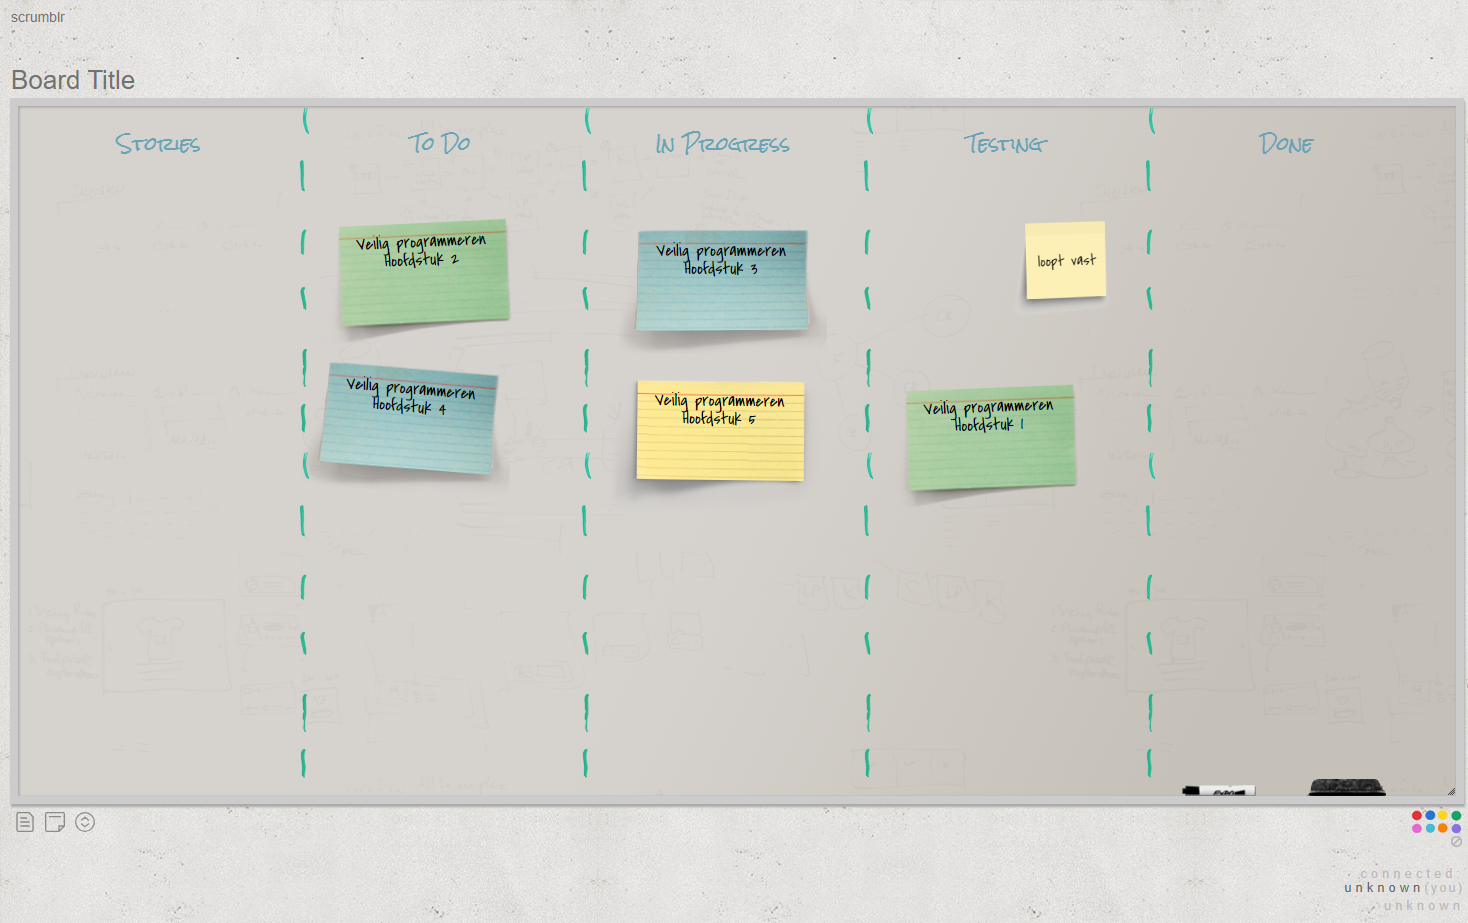 scrumblr
Board Title
Stories
To Do
In Progress
Testing
Done
Veilig programmeren
Hoofdstuk 2
Veilig programmeren
Hoofdstuk 3
loopt vast
Veilig programmeren
Hoofdstuk 4
Veilig programmeren
Hoofdstuk 5
Veilig programmeren
Hoofdstuk 1
connected:
unknown (you)
unknown